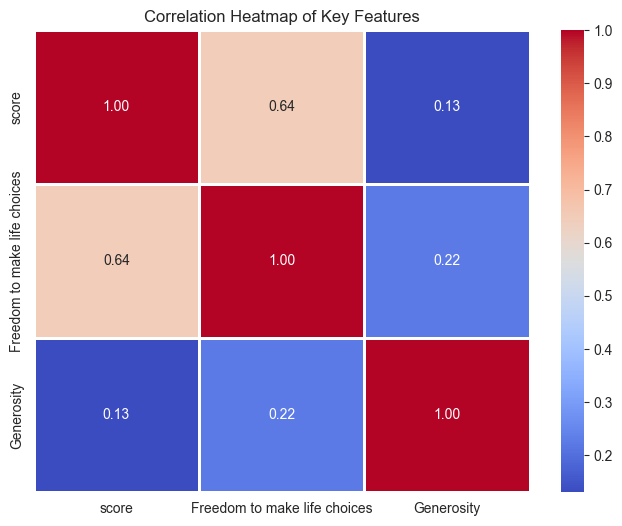 Correlation Heatmap of Key Features
score
1.00
0.64
0.13
Freedom to make life choices
0.64
1.00
0.22
Generosity
0.13
0.22
1.00
score
Freedom to make life choices
Generosity
1.0
0.9
0.8
0.7
0.6
0.5
0.4
0.3
0.2